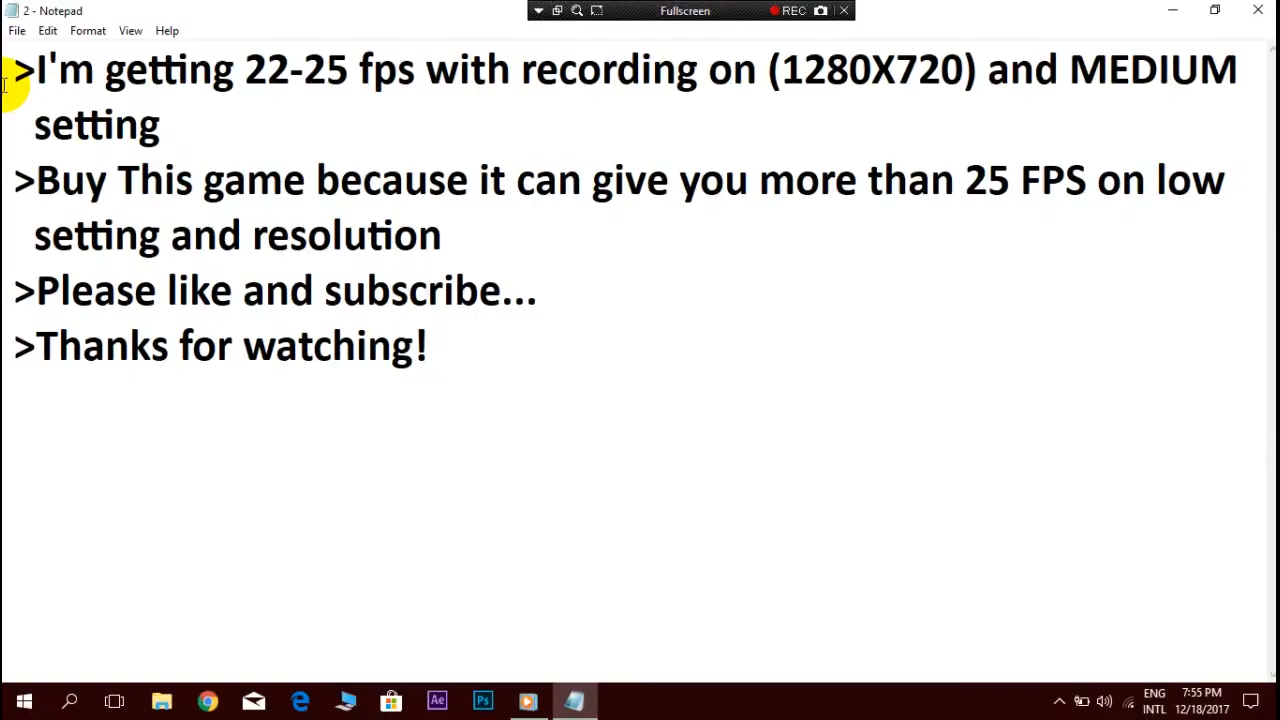 2 - Notepad
Fullscreen
REC
File Edit Format View Help
>I'm getting 22-25 fps with recording on (1280X720) and MEDIUM
setting
>Buy This game because it can give you more than 25 FPS on low
setting and resolution
>Please like and subscribe...
>Thanks for watching!
Ae
Ps
ENG
INTL
7:55 PM
12/18/2017